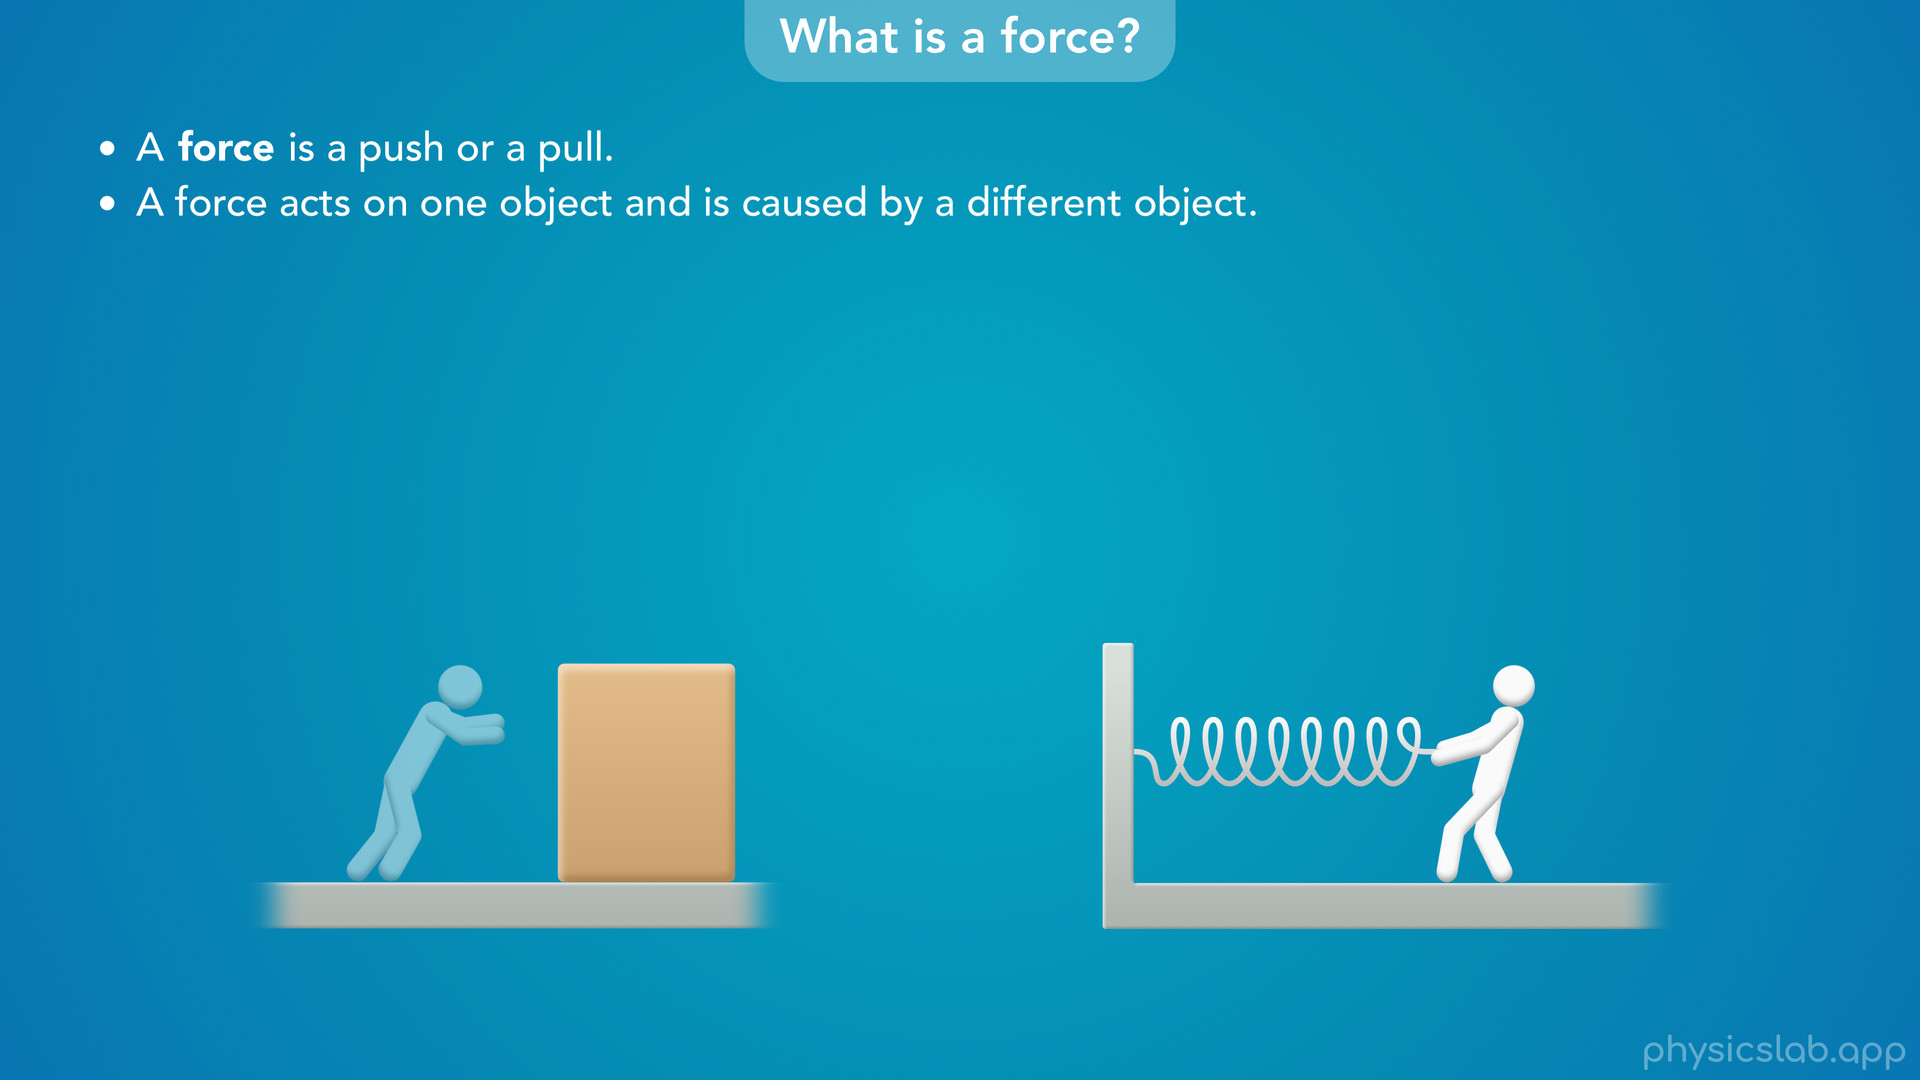 What is a force?
• A force is a push or a pull.
• A force acts on one object and is caused by a different object.
physicslab.app